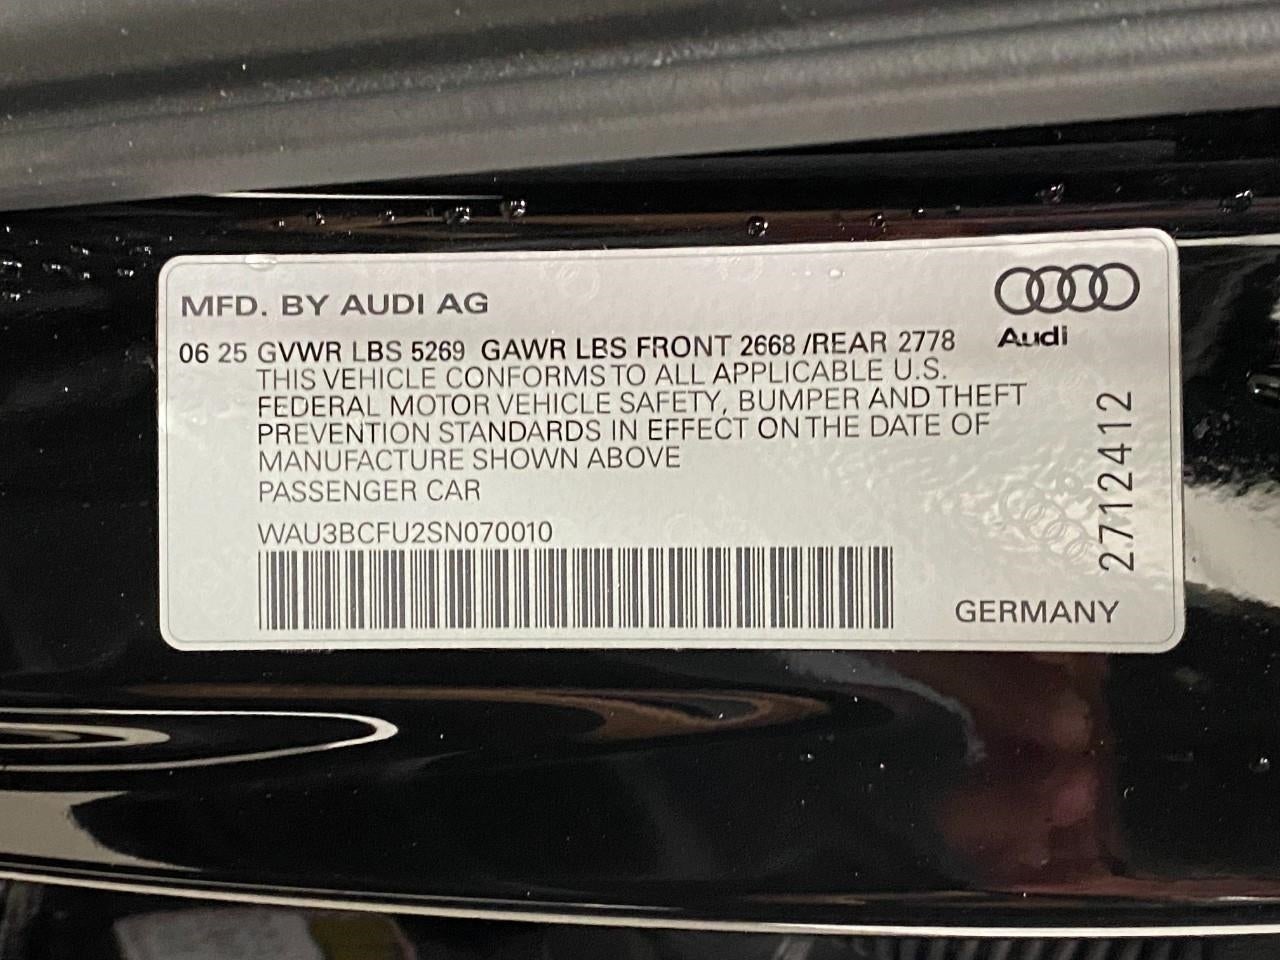 MFD. BY AUDI AG
Audi
06 25 GVWR LBS 5269 GAWR LBS FRONT 2668 /REAR 2778
THIS VEHICLE CONFORMS TO ALL APPLICABLE U.S.
FEDERAL MOTOR VEHICLE SAFETY, BUMPER AND THEFT
PREVENTION STANDARDS IN EFFECT ON THE DATE OF
MANUFACTURE SHOWN ABOVE
PASSENGER CAR
WAU3BCFU2SN070010
2712412
GERMANY